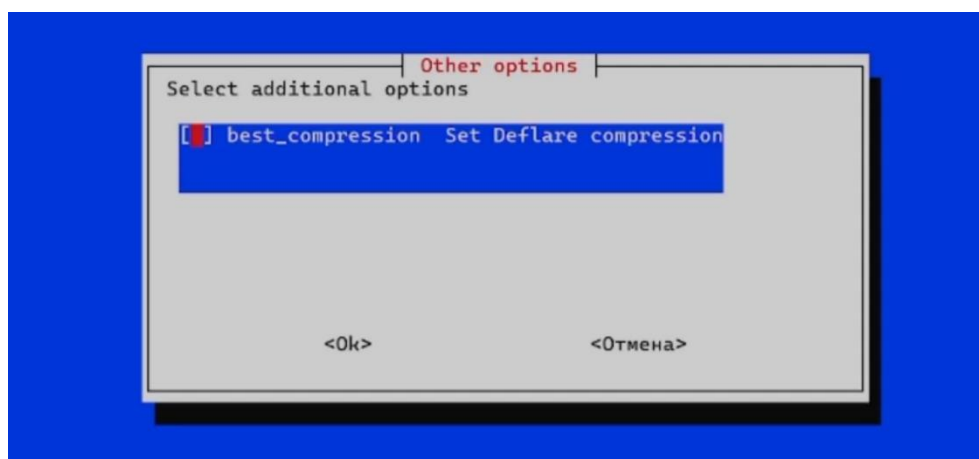 Other options
Select additional options
[ ] best_compression  Set Deflare compression
<Ok> <Отмена>